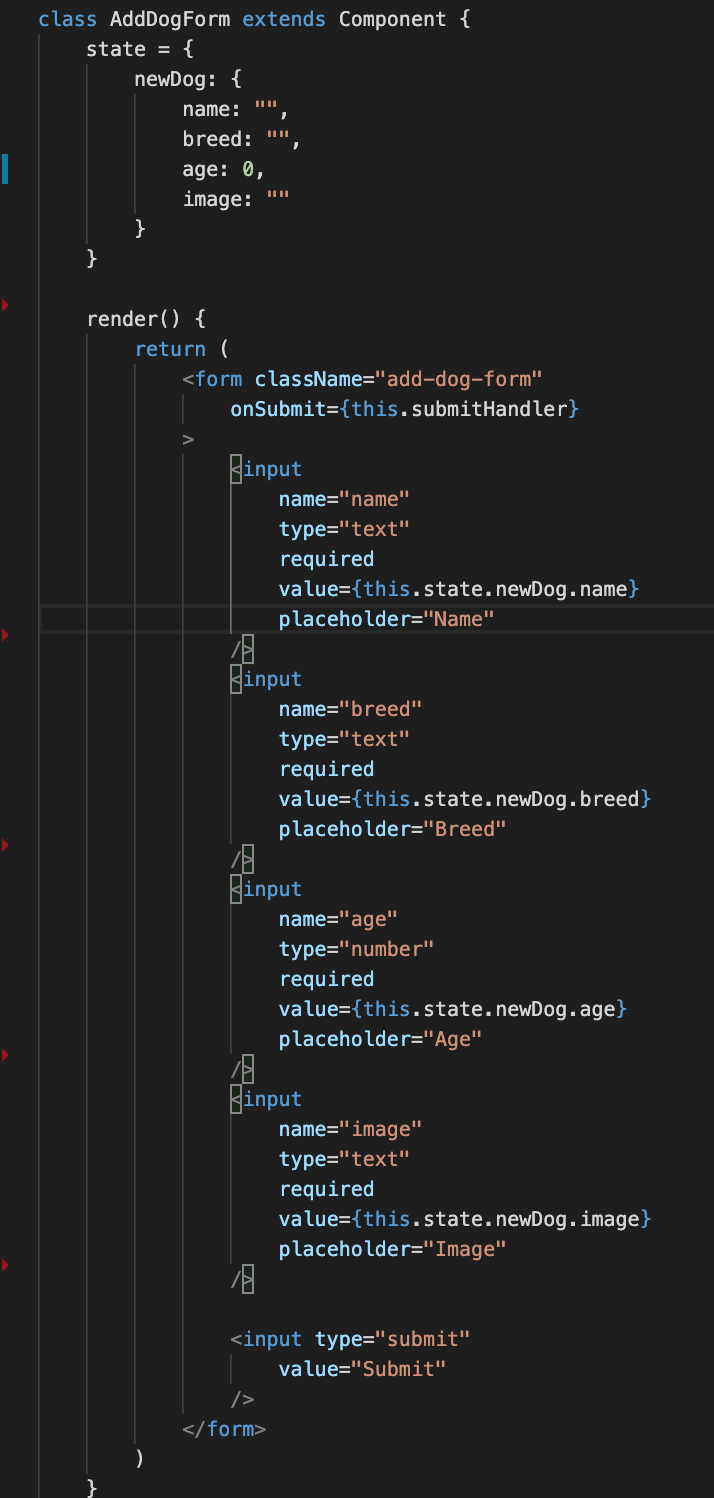 class AddDogForm extends Component {
    state = {
        newDog: {
            name: "",
            breed: "",
            age: 0,
            image: ""
        }
    }

    render() {
        return (
            <form className="add-dog-form"
                onSubmit={this.submitHandler}
            >
                <input
                    name="name"
                    type="text"
                    required
                    value={this.state.newDog.name}
                    placeholder="Name"
                />
                <input
                    name="breed"
                    type="text"
                    required
                    value={this.state.newDog.breed}
                    placeholder="Breed"
                />
                <input
                    name="age"
                    type="number"
                    required
                    value={this.state.newDog.age}
                    placeholder="Age"
                />
                <input
                    name="image"
                    type="text"
                    required
                    value={this.state.newDog.image}
                    placeholder="Image"
                />

                <input type="submit"
                    value="Submit"
                />
            </form>
        )
    }